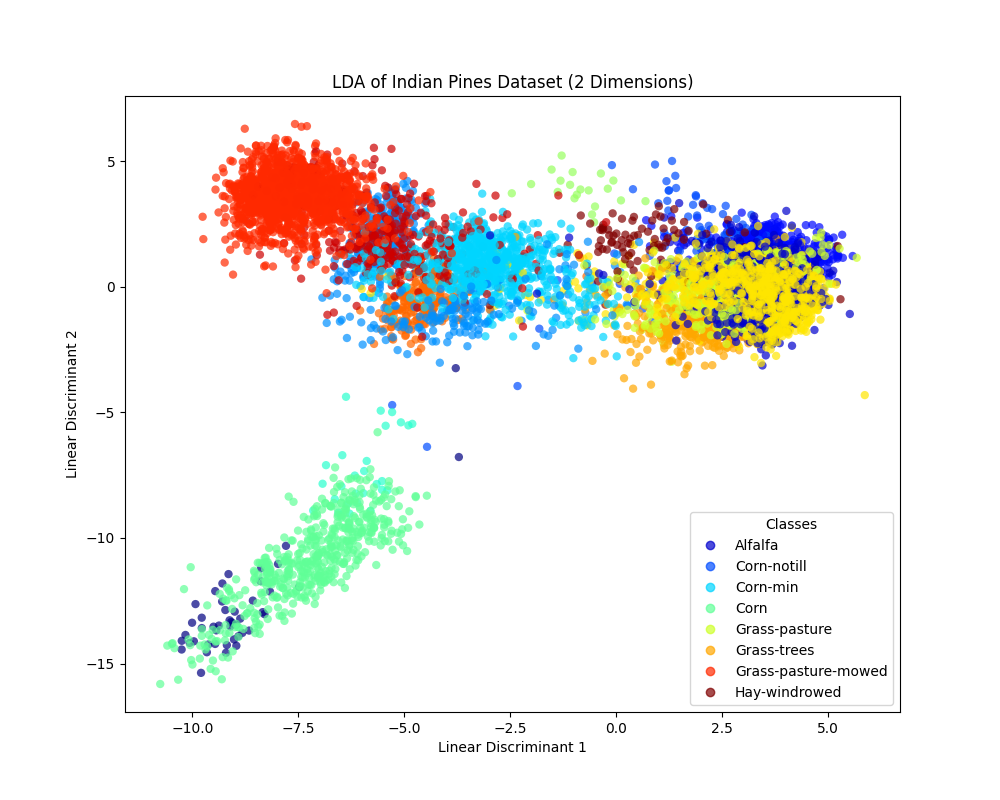 LDA of Indian Pines Dataset (2 Dimensions)
Linear Discriminant 2
5
0
−5
−10
−15
Classes
Alfalfa
Corn-notill
Corn-min
Corn
Grass-pasture
Grass-trees
Grass-pasture-mowed
Hay-windrowed
−10.0 −7.5 −5.0 −2.5 0.0 2.5 5.0
Linear Discriminant 1